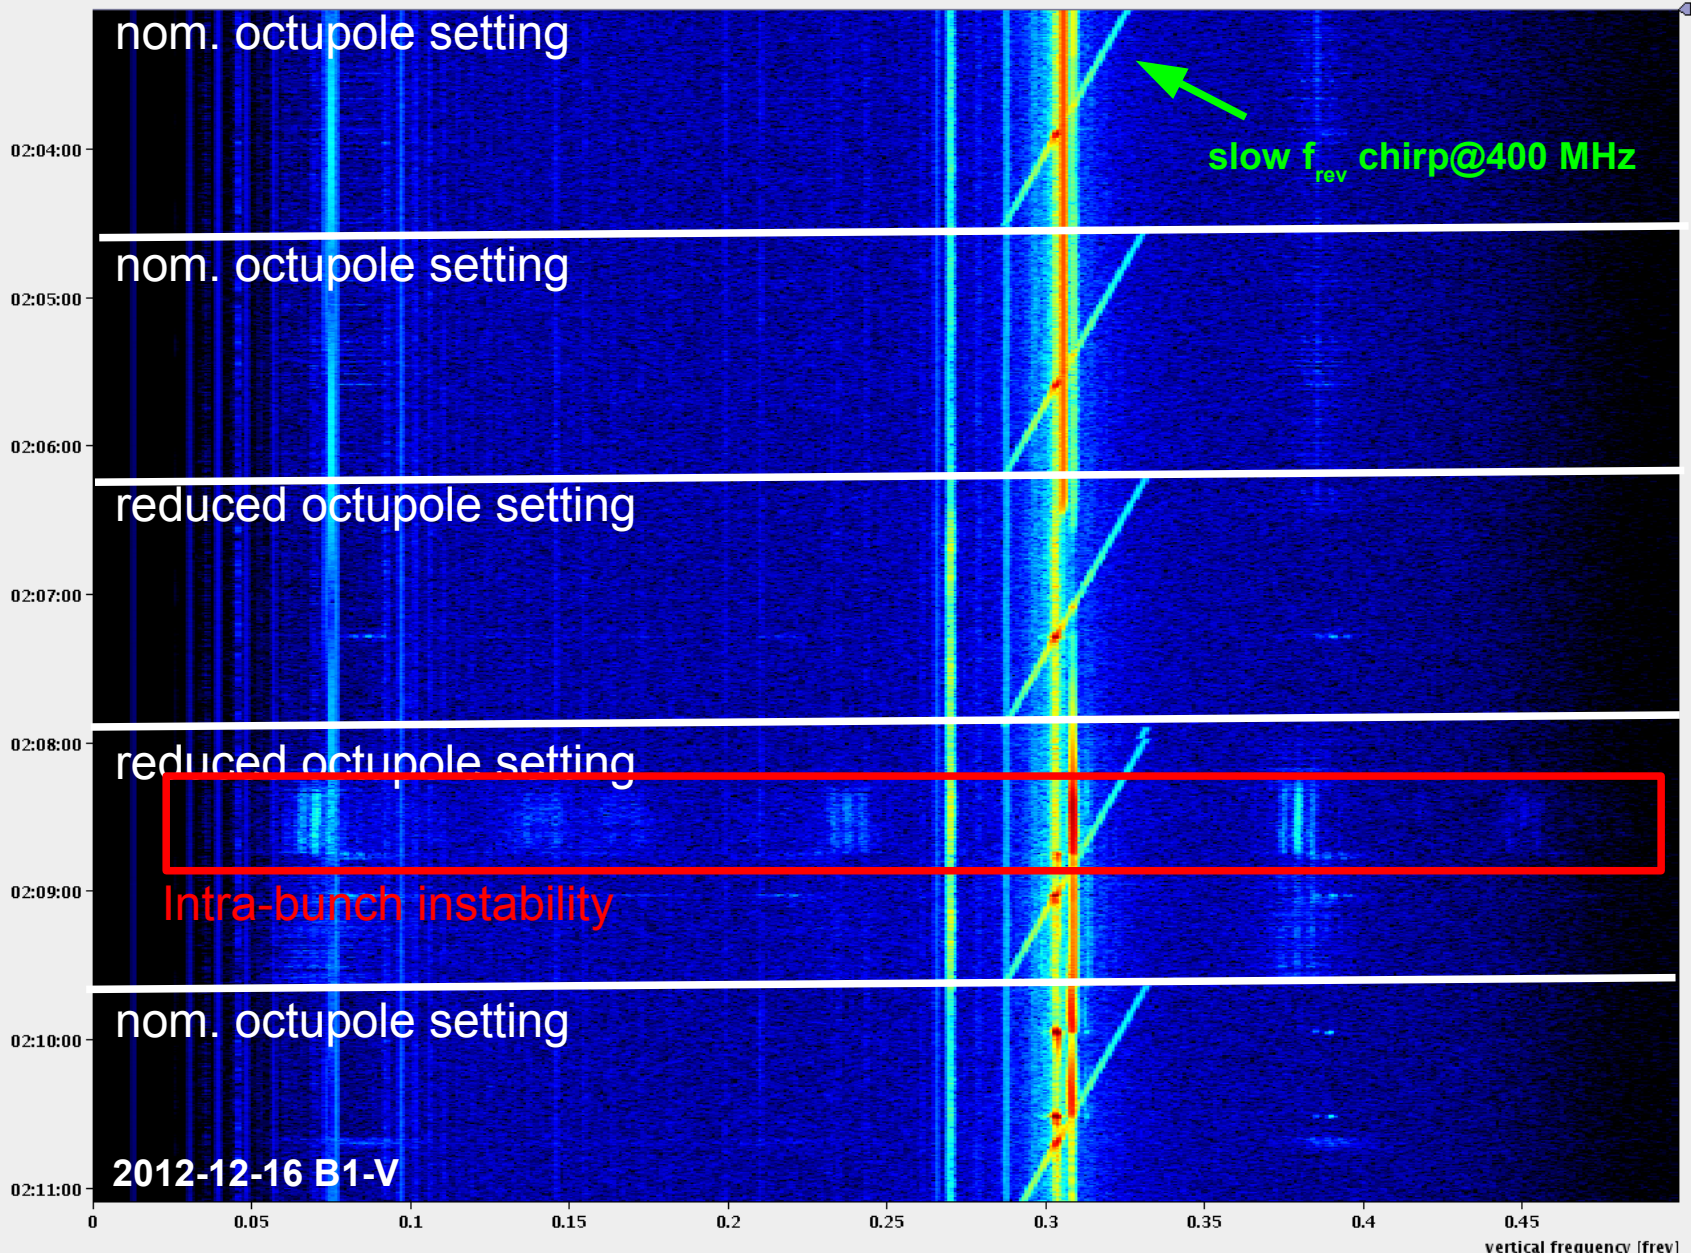 nom. octupole setting
02:04:00
slow f_rev chirp@400 MHz
nom. octupole setting
02:05:00
02:06:00
reduced octupole setting
02:07:00
02:08:00
reduced octupole setting
02:09:00
Intra-bunch instability
nom. octupole setting
02:10:00
2012-12-16 B1-V
02:11:00
0 0.05 0.1 0.15 0.2 0.25 0.3 0.35 0.4 0.45
vertical frequency [frev]